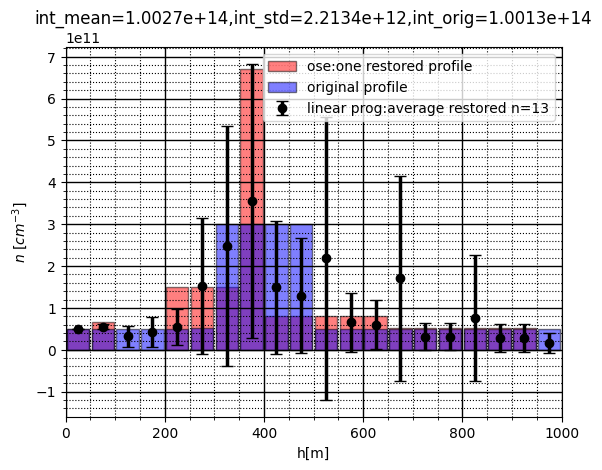 int_mean=1.0027e+14,int_std=2.2134e+12,int_orig=1.0013e+14
1e11
7
6
5
4
3
2
1
0
−1
n [cm⁻³]
ose:one restored profile
original profile
linear prog:average restored n=13
0 200 400 600 800 1000
h[m]